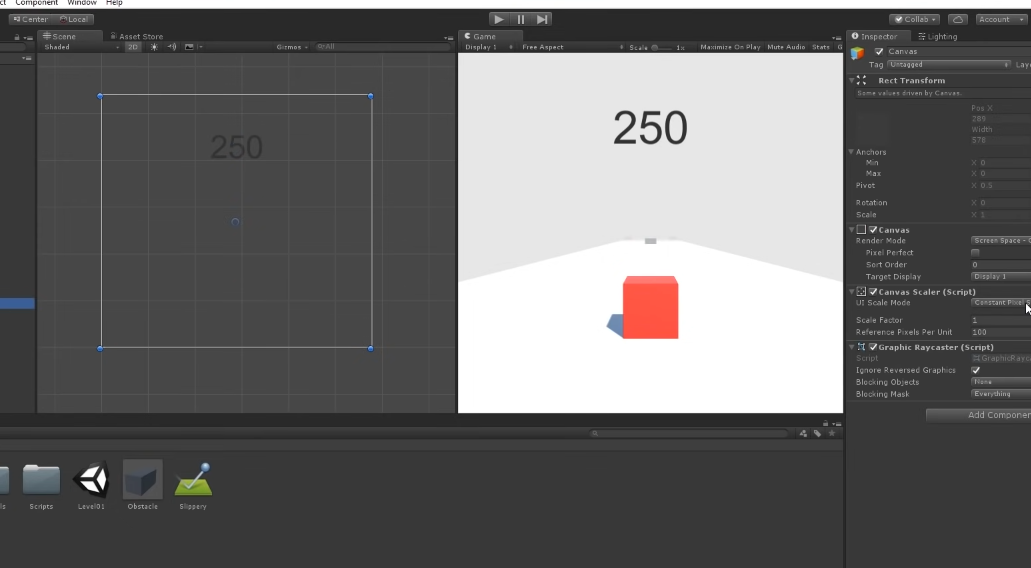 Component Window Help
Center Local
Collab Account
Scene Asset Store
Shaded 2D Gizmos All
250
Game
Display 1 Free Aspect Scale 1x Maximize On Play Mute Audio Stats G
250
Inspector Lighting
Canvas
Tag Untagged
Rect Transform
Some values driven by Canvas.
Pos X
289
Width
578
Anchors
Min X 0
Max X 0
Pivot X 0.5
Rotation X 0
Scale X 1
Canvas
Render Mode Screen Space -
Pixel Perfect
Sort Order 0
Target Display Display 1
Canvas Scaler (Script)
UI Scale Mode Constant Pixel
Scale Factor 1
Reference Pixels Per Unit 100
Graphic Raycaster (Script)
Script GraphicRayc
Ignore Reversed Graphics
Blocking Objects None
Blocking Mask Everything
Add Componen
Scripts Level01 Obstacle Slippery